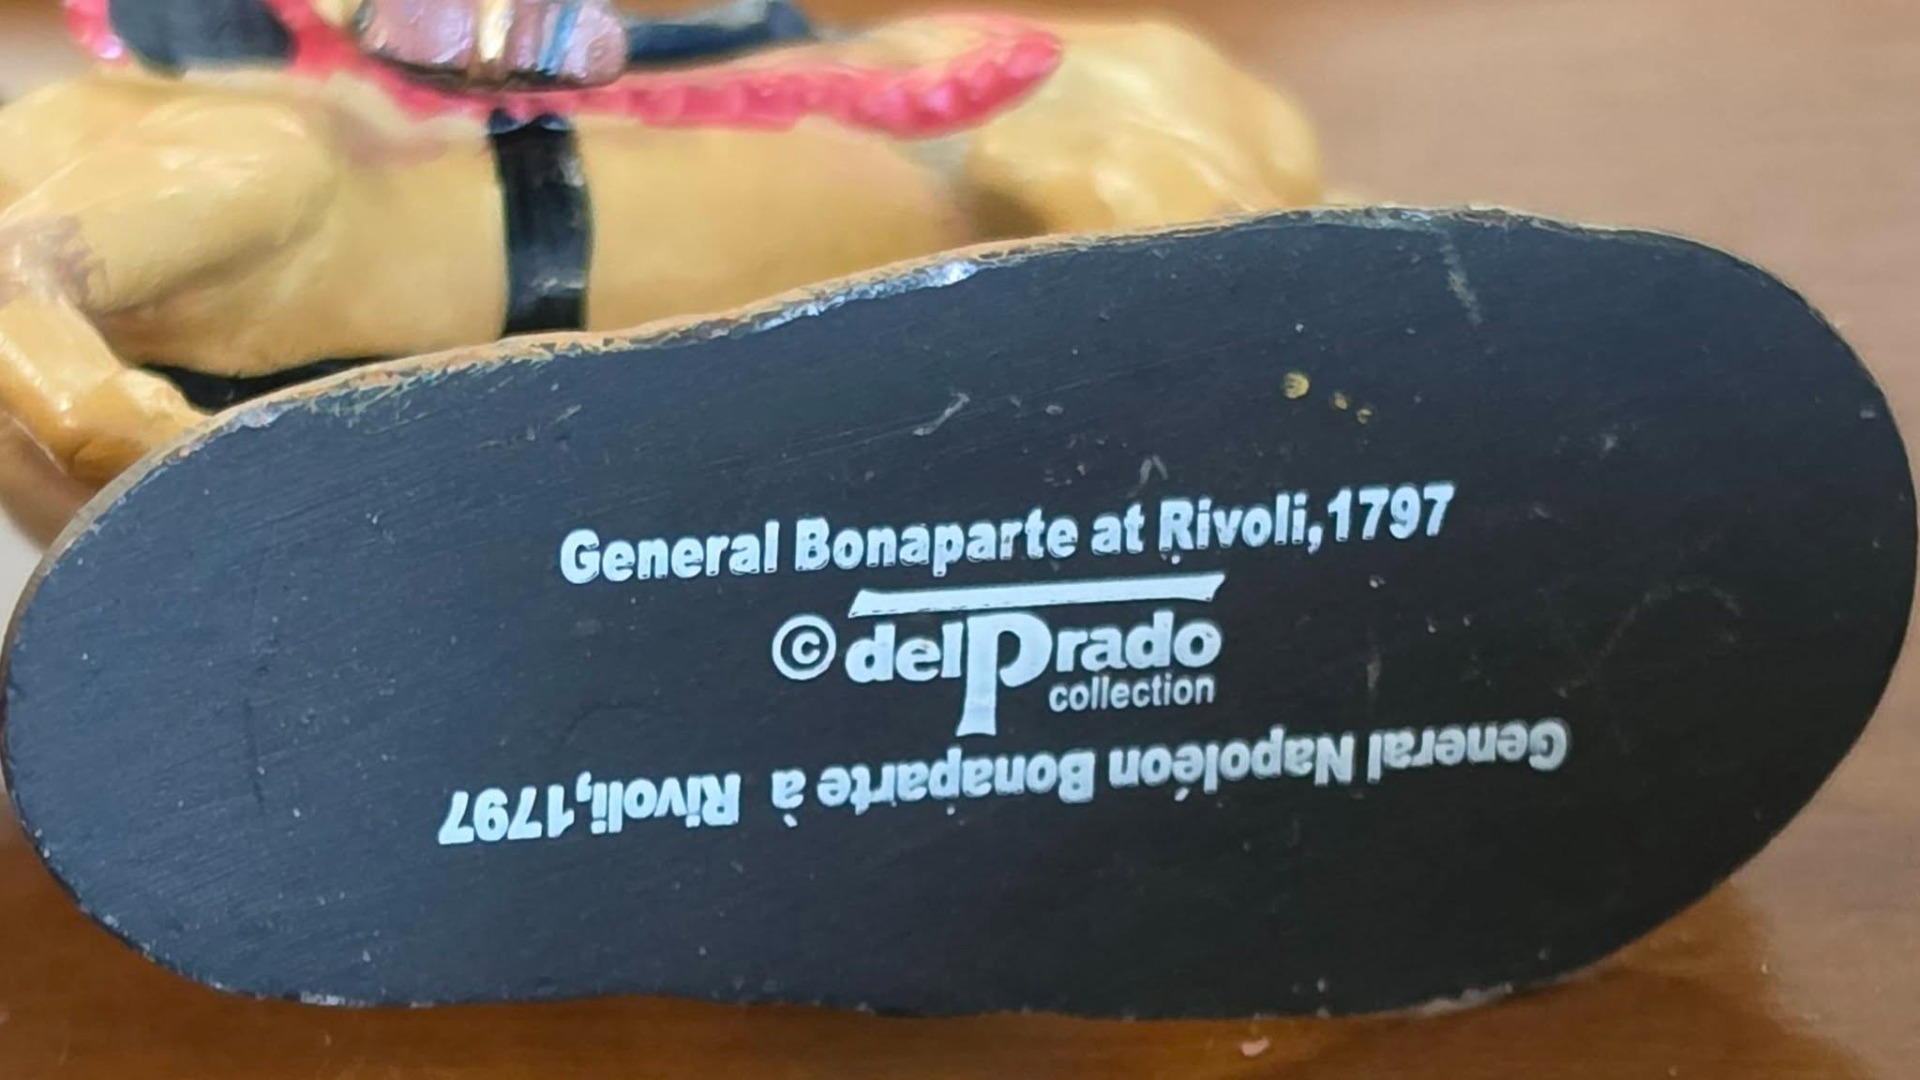 General Bonaparte at Rivoli,1797
© delPrado
collection
General Napoléon Bonaparte à Rivoli,1797